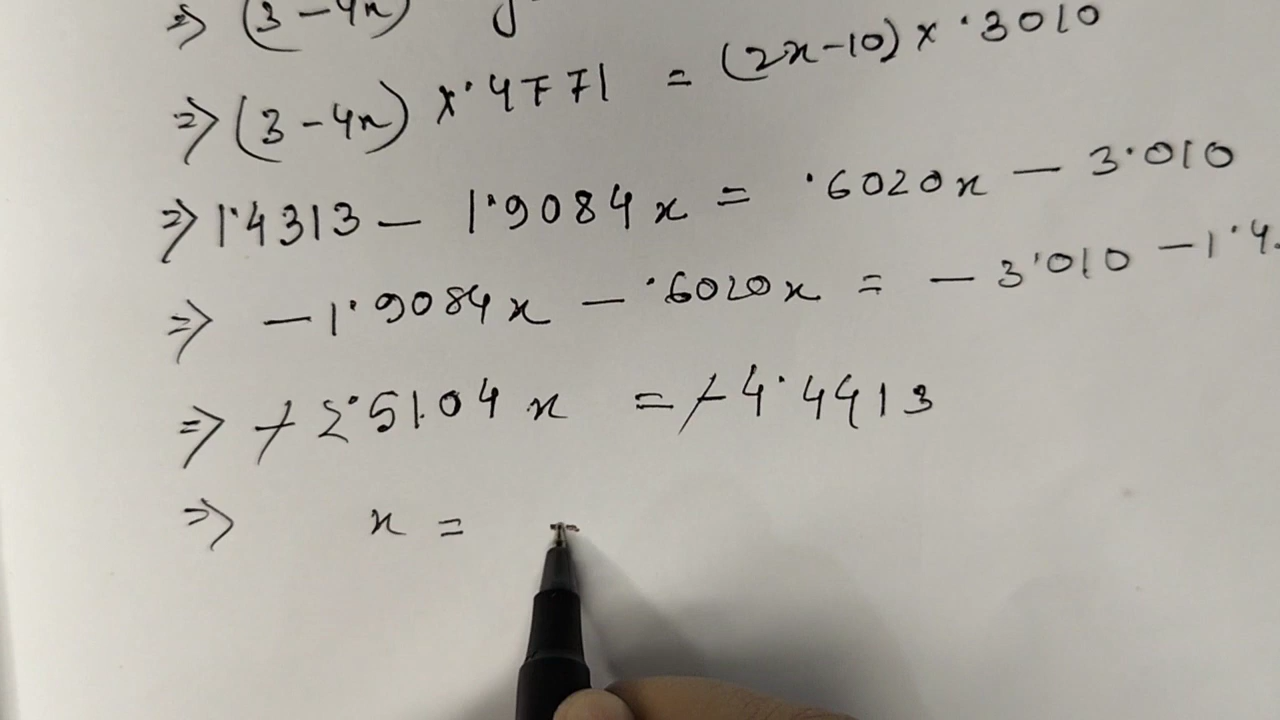 ⇒ (3-4x)
⇒ (3-4x) × .4771 = (2x-10) × .3010
⇒ 1.4313 - 1.9084x = .6020x - 3.010
⇒ -1.9084x - .6020x = -3.010 -1.4
⇒ -2.5104x = -4.4413
⇒ x =